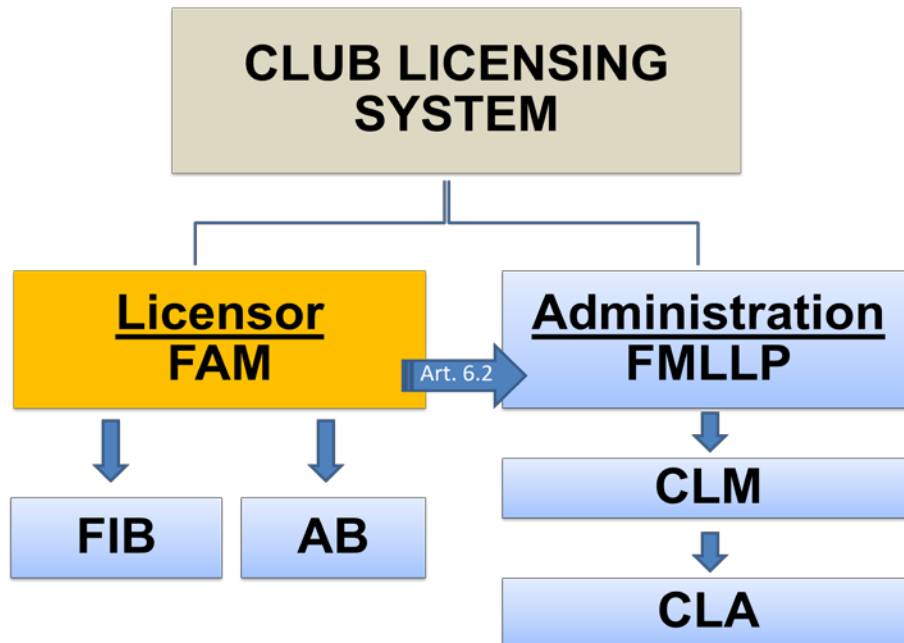 CLUB LICENSING
SYSTEM
Licensor
FAM
Art. 6.2
Administration
FMLLP
FIB
AB
CLM
CLA